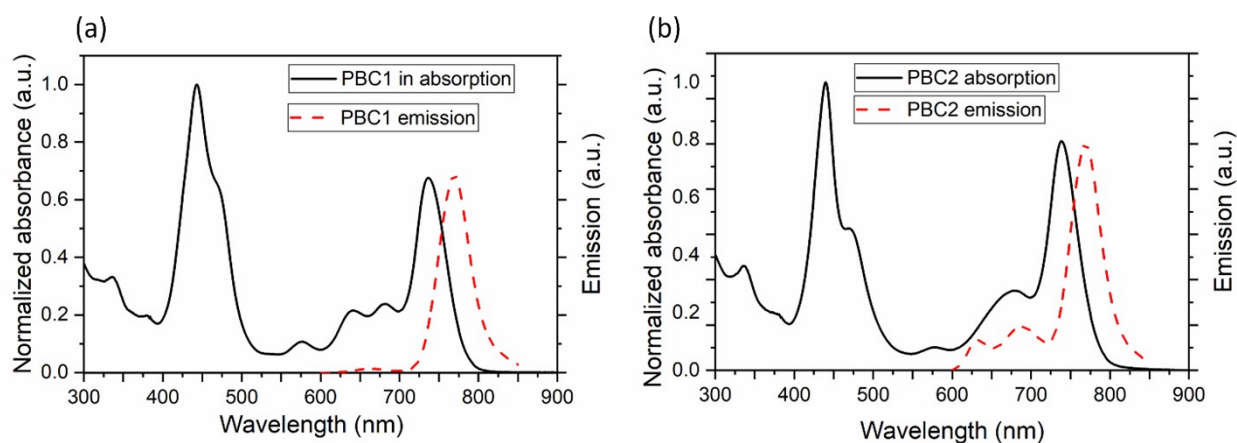 (a)
PBC1 in absorption
PBC1 emission
Normalized absorbance (a.u.)
1.0
0.8
0.6
0.4
0.2
0.0
Emission (a.u.)
300 400 500 600 700 800 900
Wavelength (nm)
(b)
PBC2 absorption
PBC2 emission
Normalized absorbance (a.u.)
1.0
0.8
0.6
0.4
0.2
0.0
Emission (a.u.)
300 400 500 600 700 800 900
Wavelength (nm)